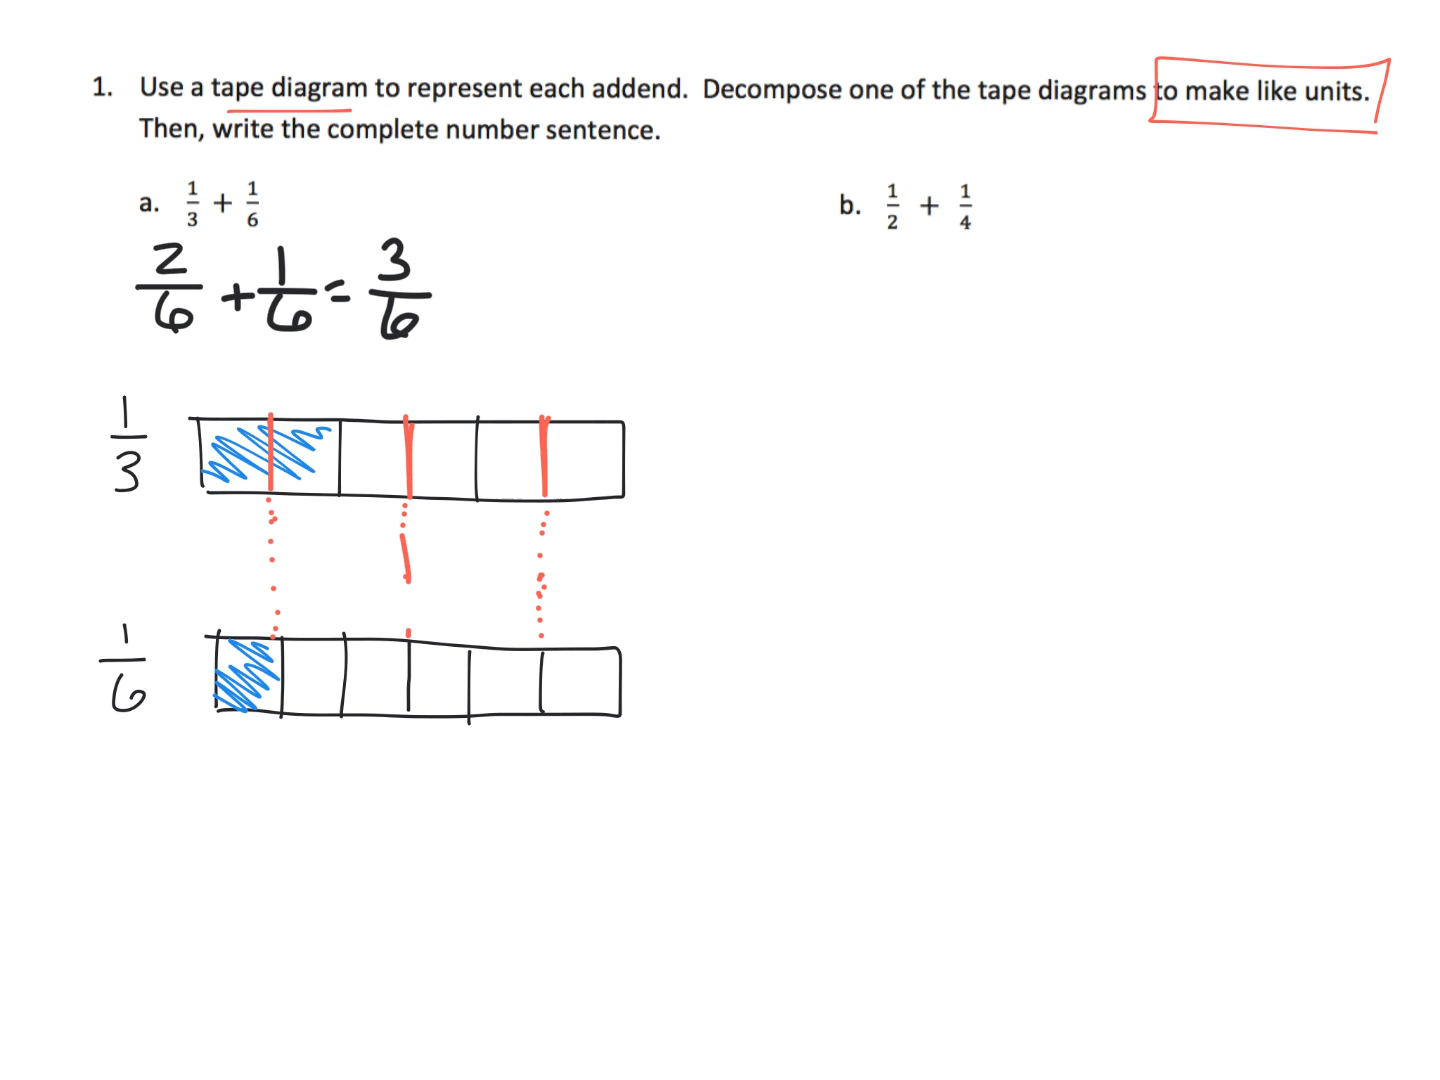 1. Use a tape diagram to represent each addend. Decompose one of the tape diagrams to make like units.
Then, write the complete number sentence.
a. 1/3 + 1/6
b. 1/2 + 1/4
2/6 + 1/6 = 3/6
1/3
1/6